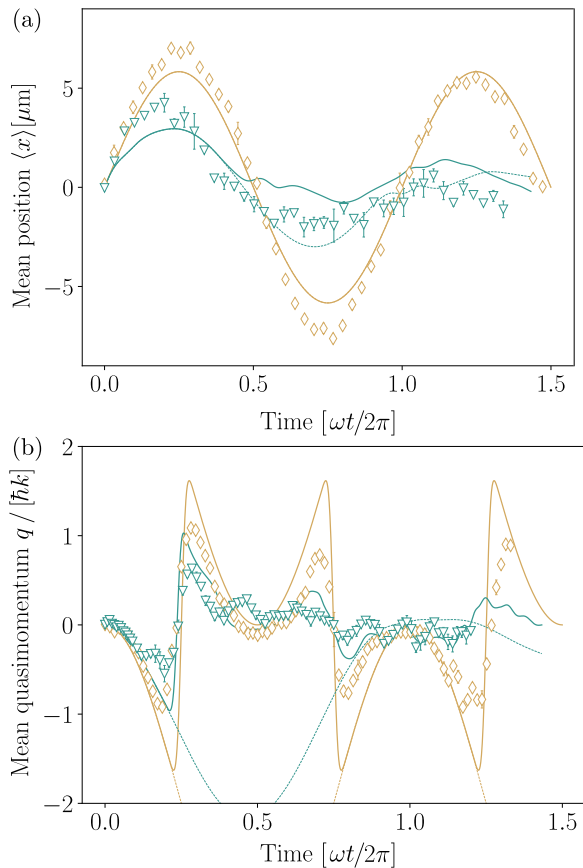 (a)
Mean position ⟨x⟩[μm]
5
0
−5
0.0 0.5 1.0 1.5
Time [ωt/2π]
(b)
Mean quasimomentum q / [ħk]
2
1
0
−1
−2
0.0 0.5 1.0 1.5
Time [ωt/2π]